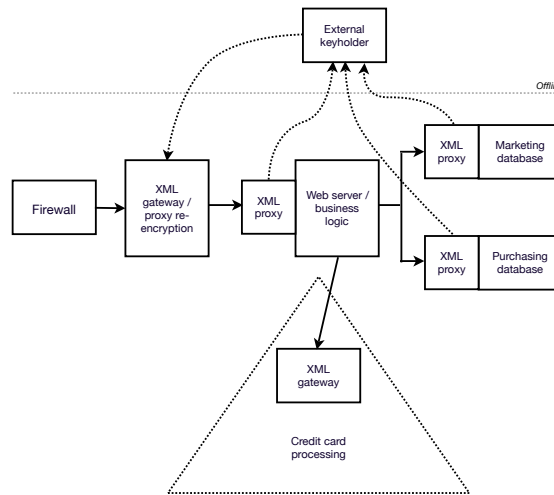 External
keyholder
Offli
XML
gateway /
proxy re-
encryption
Firewall
XML
proxy
Web server /
business
logic
XML
proxy
Marketing
database
XML
proxy
Purchasing
database
XML
gateway
Credit card
processing